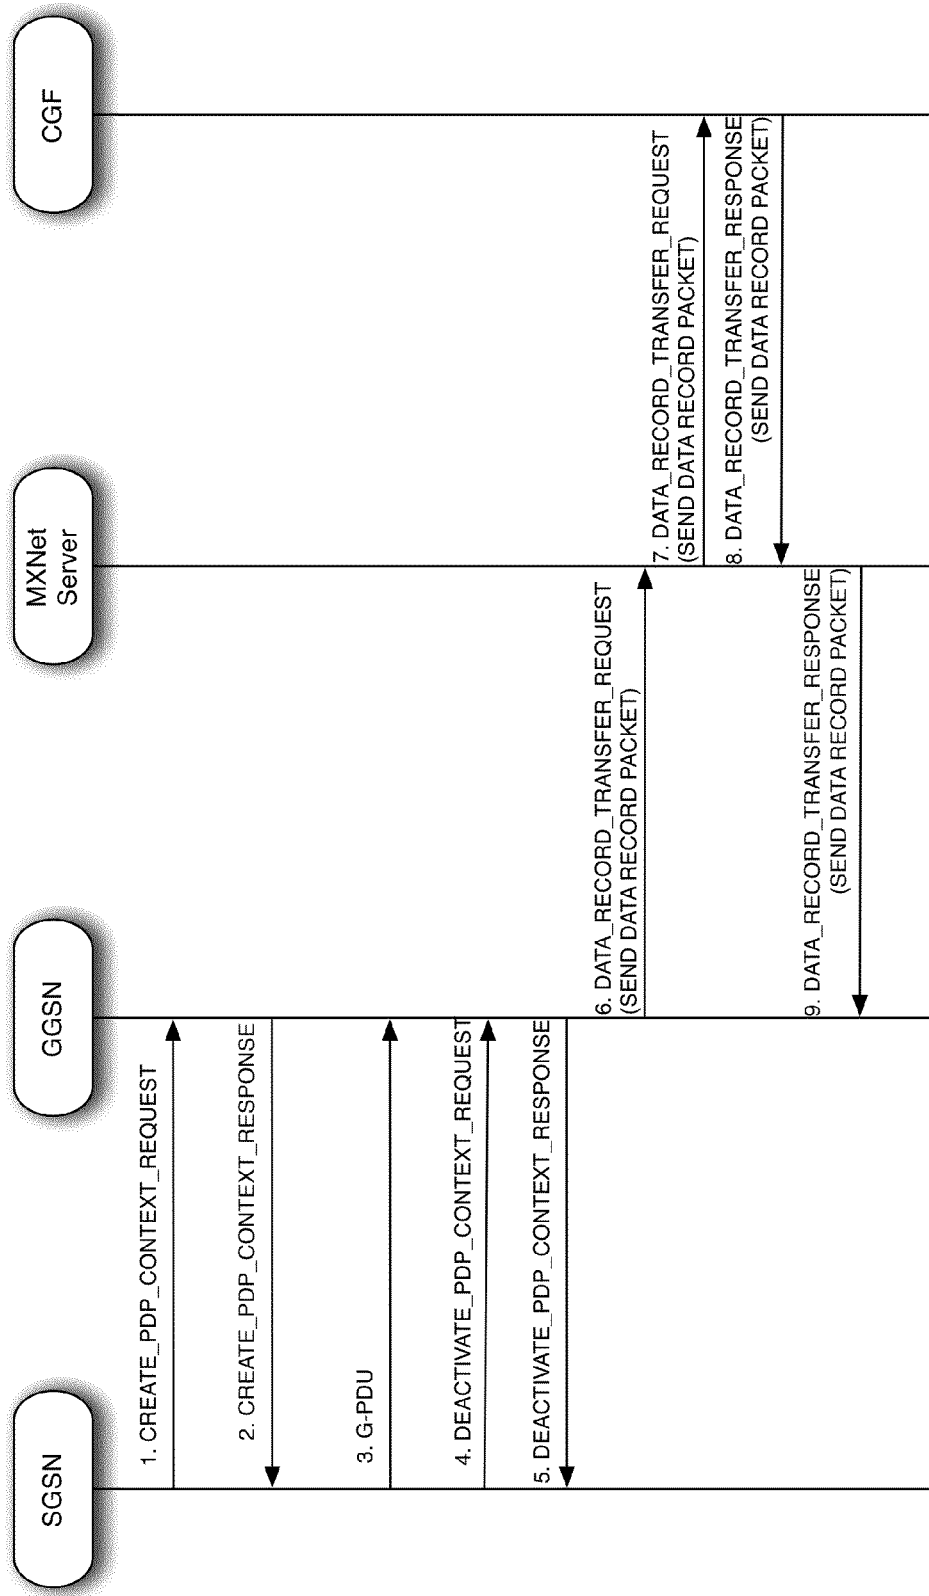 SGSN
GGSN
MXNet
Server
CGF
1. CREATE_PDP_CONTEXT_REQUEST
2. CREATE_PDP_CONTEXT_RESPONSE
3. G-PDU
4. DEACTIVATE_PDP_CONTEXT_REQUEST
5. DEACTIVATE_PDP_CONTEXT_RESPONSE
6. DATA_RECORD_TRANSFER_REQUEST
(SEND DATA RECORD PACKET)
7. DATA_RECORD_TRANSFER_REQUEST
(SEND DATA RECORD PACKET)
8. DATA_RECORD_TRANSFER_RESPONSE
(SEND DATA RECORD PACKET)
9. DATA_RECORD_TRANSFER_RESPONSE
(SEND DATA RECORD PACKET)